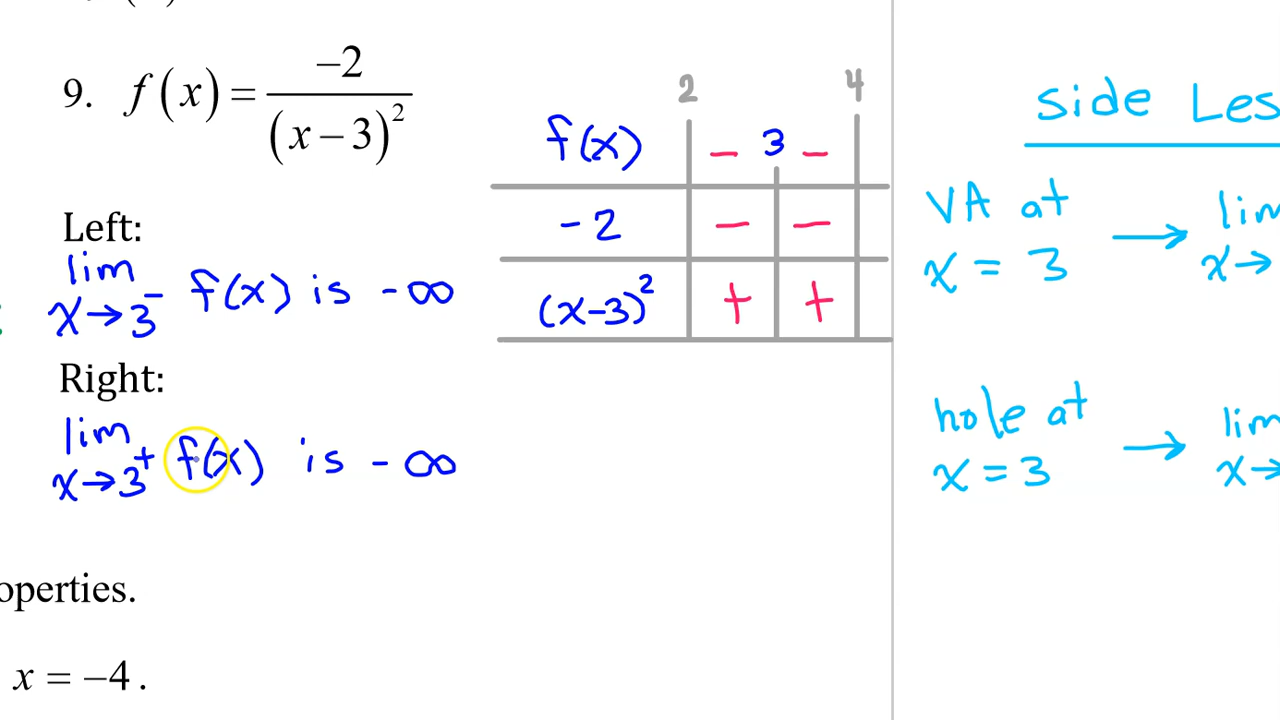 9. f(x) = -2/(x-3)^2
Left:
lim x→3^- f(x) is -∞
Right:
lim x→3^+ f(x) is -∞
operties.
x = -4.
2 4
f(x) - 3 -
-2 - -
(x-3)^2 + +
Side Les
VA at
x = 3 → lim x→
hole at
x = 3 → lim x→